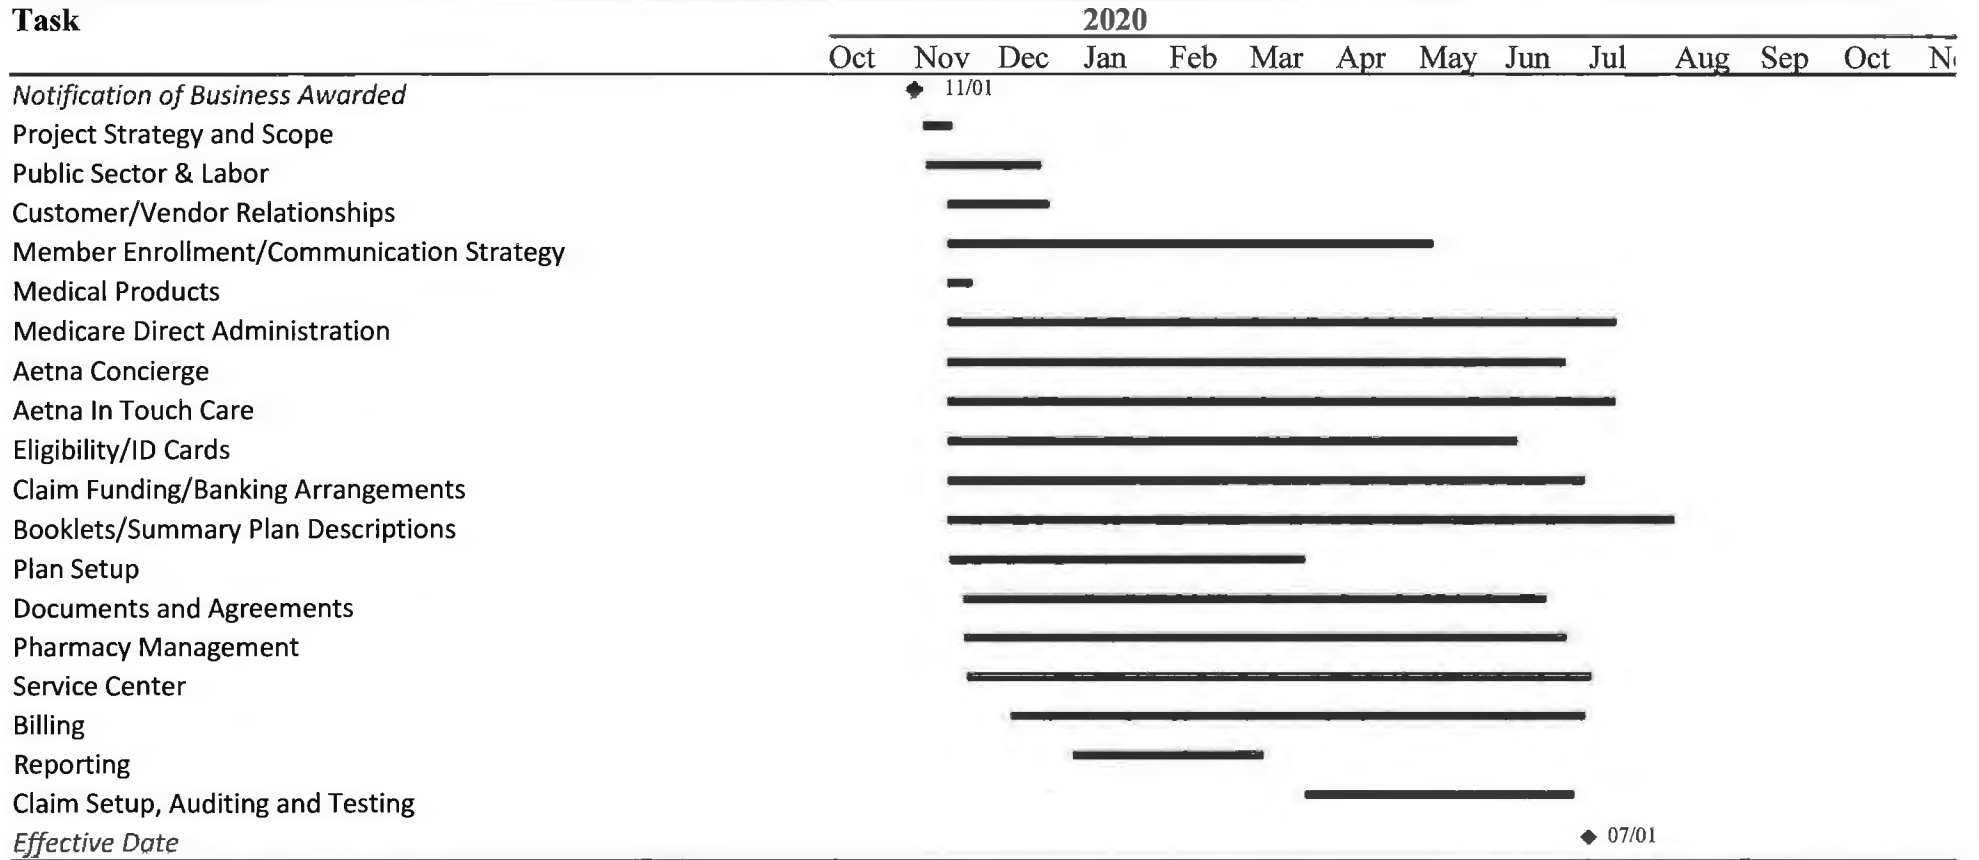 Task 2020
Oct Nov Dec Jan Feb Mar Apr May Jun Jul Aug Sep Oct
Notification of Business Awarded 11/01
Project Strategy and Scope
Public Sector & Labor
Customer/Vendor Relationships
Member Enrollment/Communication Strategy
Medical Products
Medicare Direct Administration
Aetna Concierge
Aetna In Touch Care
Eligibility/ID Cards
Claim Funding/Banking Arrangements
Booklets/Summary Plan Descriptions
Plan Setup
Documents and Agreements
Pharmacy Management
Service Center
Billing
Reporting
Claim Setup, Auditing and Testing
Effective Date 07/01